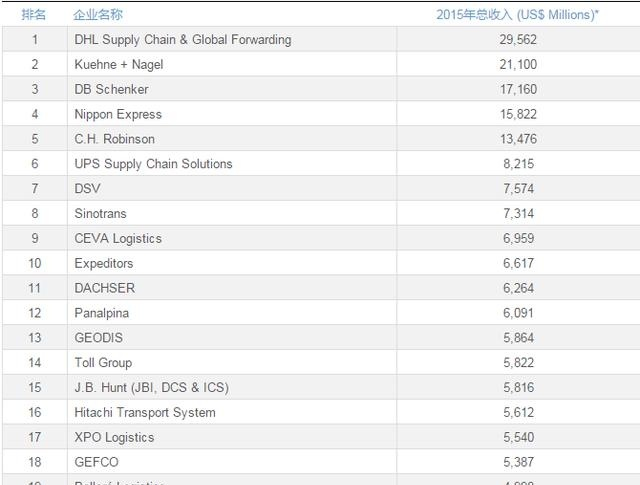 排名 企业名称 2015年总收入 (US$ Millions)*
1 DHL Supply Chain & Global Forwarding 29,562
2 Kuehne + Nagel 21,100
3 DB Schenker 17,160
4 Nippon Express 15,822
5 C.H. Robinson 13,476
6 UPS Supply Chain Solutions 8,215
7 DSV 7,574
8 Sinotrans 7,314
9 CEVA Logistics 6,959
10 Expeditors 6,617
11 DACHSER 6,264
12 Panalpina 6,091
13 GEODIS 5,864
14 Toll Group 5,822
15 J.B. Hunt (JBI, DCS & ICS) 5,816
16 Hitachi Transport System 5,612
17 XPO Logistics 5,540
18 GEFCO 5,387